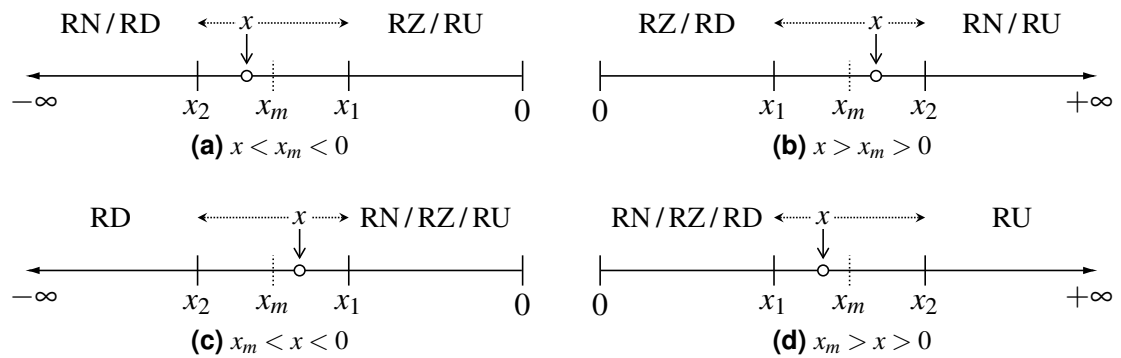 RN / RD x RZ / RU
−∞ x₂ xₘ x₁ 0
(a) x < xₘ < 0
RZ / RD x RN / RU
0 x₁ xₘ x₂ +∞
(b) x > xₘ > 0
RD x RN / RZ / RU
−∞ x₂ xₘ x₁ 0
(c) xₘ < x < 0
RN / RZ / RD x RU
0 x₁ xₘ x₂ +∞
(d) xₘ > x > 0